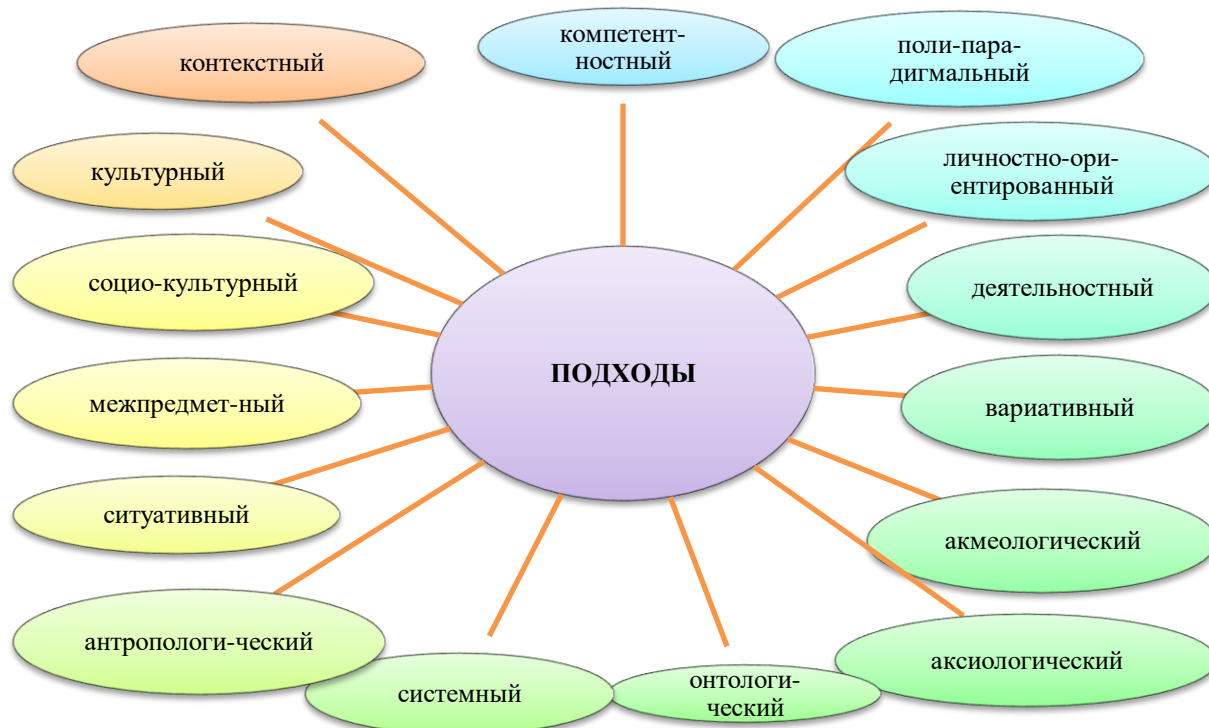 контекстный
компетент-
ностный
поли-пара-
дигмальный
культурный
личностно-ори-
ентированный
социо-культурный
деятельностный
ПОДХОДЫ
межпредмет-ный
вариативный
ситуативный
акмеологический
антропологи-ческий
системный
онтологи-
ческий
аксиологический